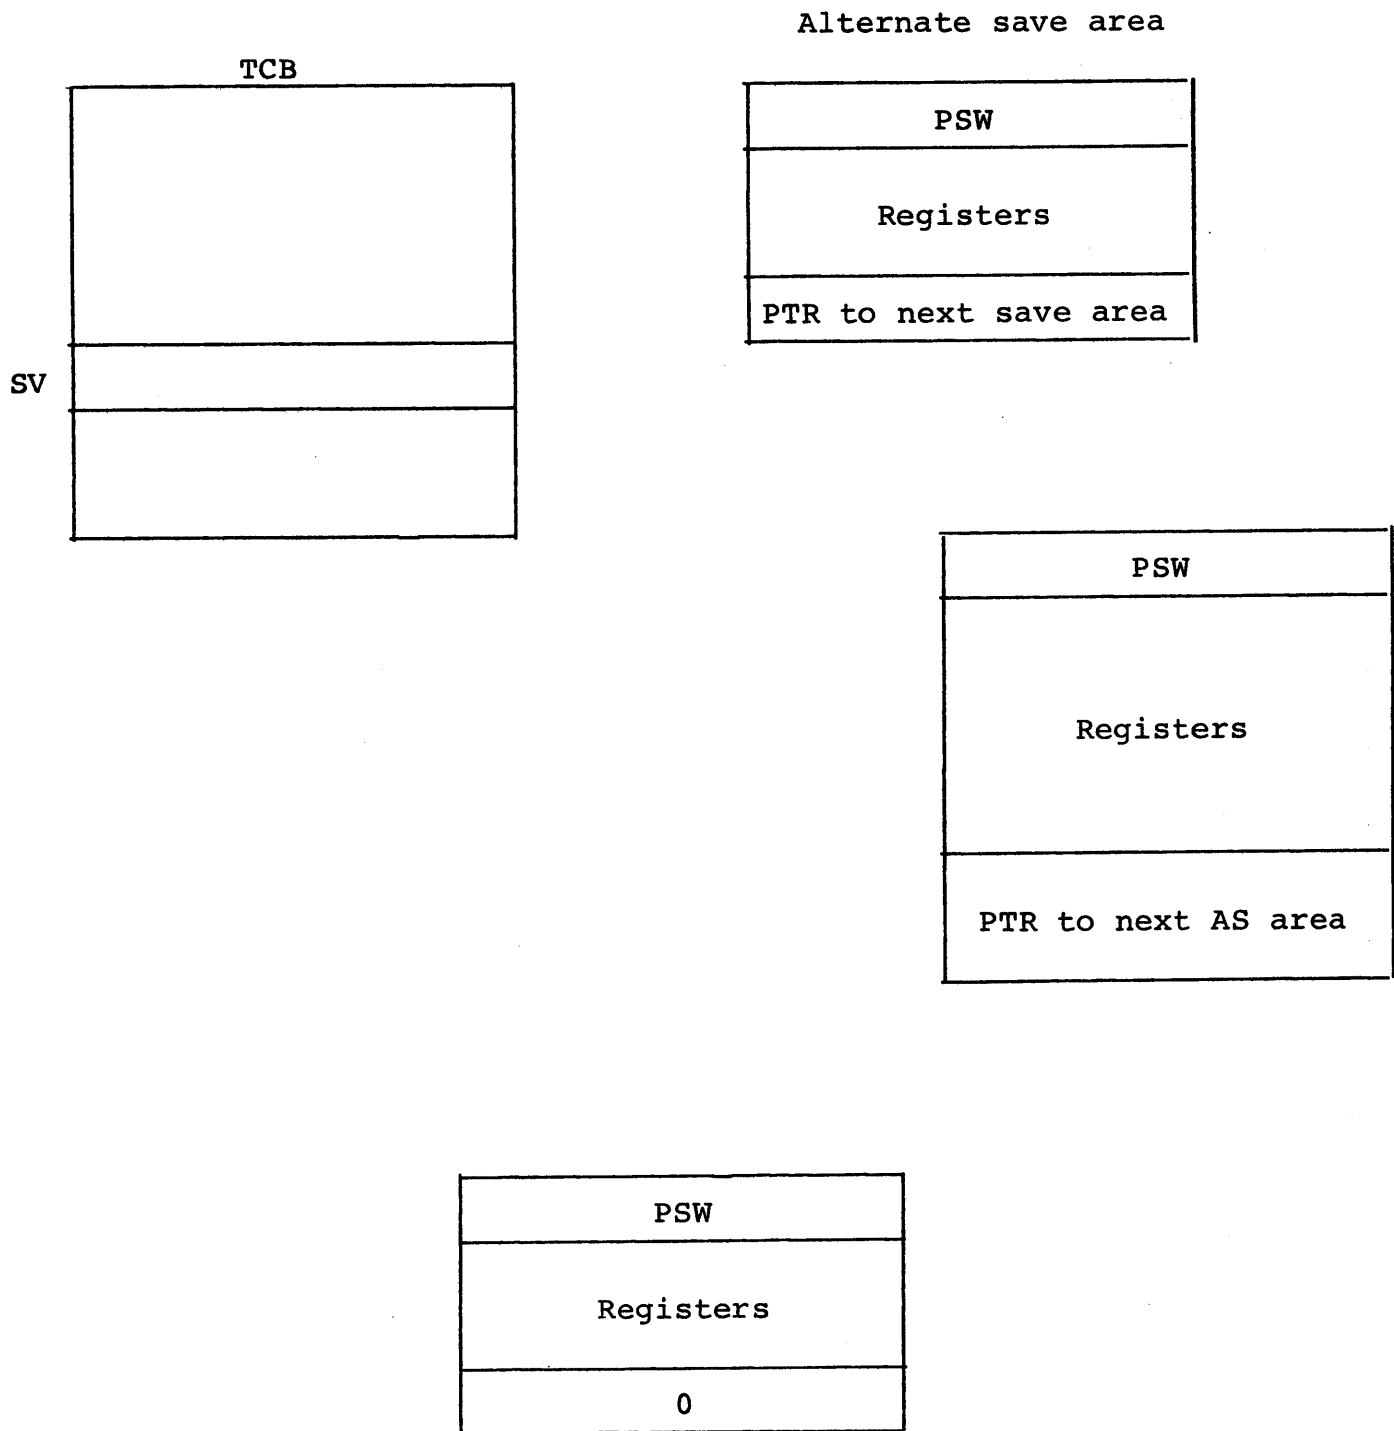 Alternate save area
TCB
PSW
Registers
PTR to next save area
SV
PSW
Registers
PTR to next AS area
PSW
Registers
0